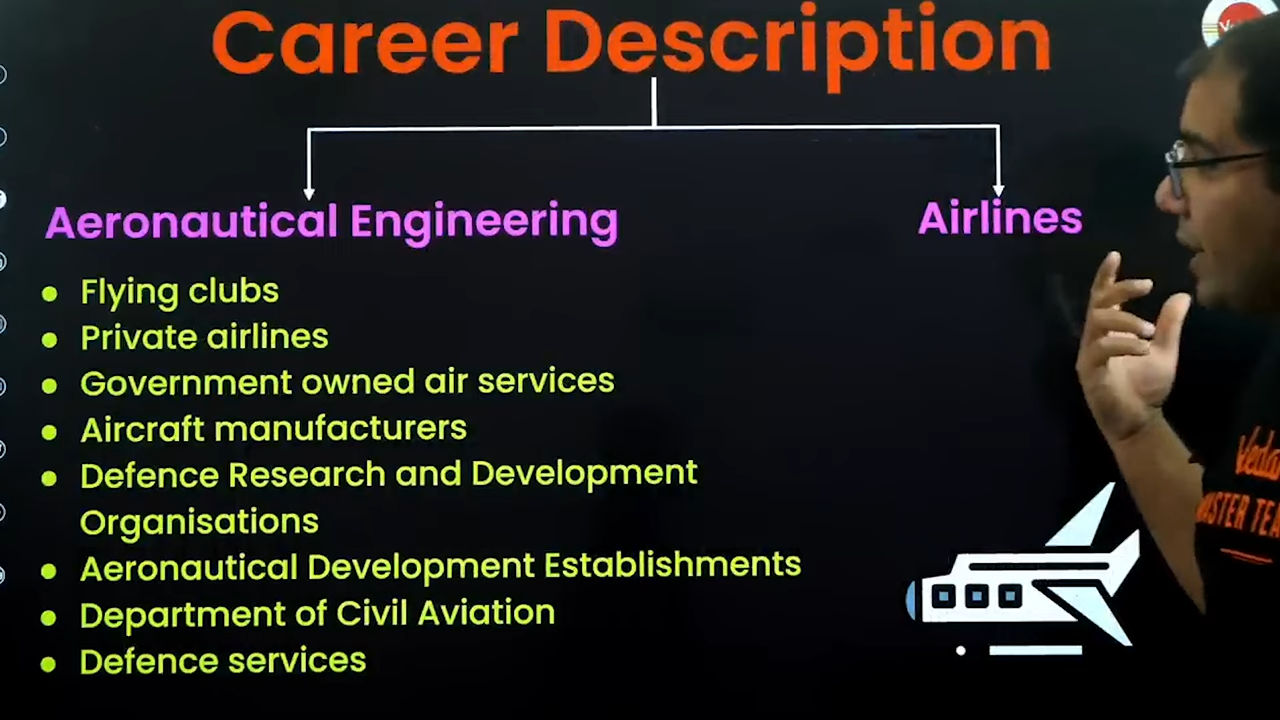 Career Description
Aeronautical Engineering
Airlines
Flying clubs
Private airlines
Government owned air services
Aircraft manufacturers
Defence Research and Development
Organisations
Aeronautical Development Establishments
Department of Civil Aviation
Defence services